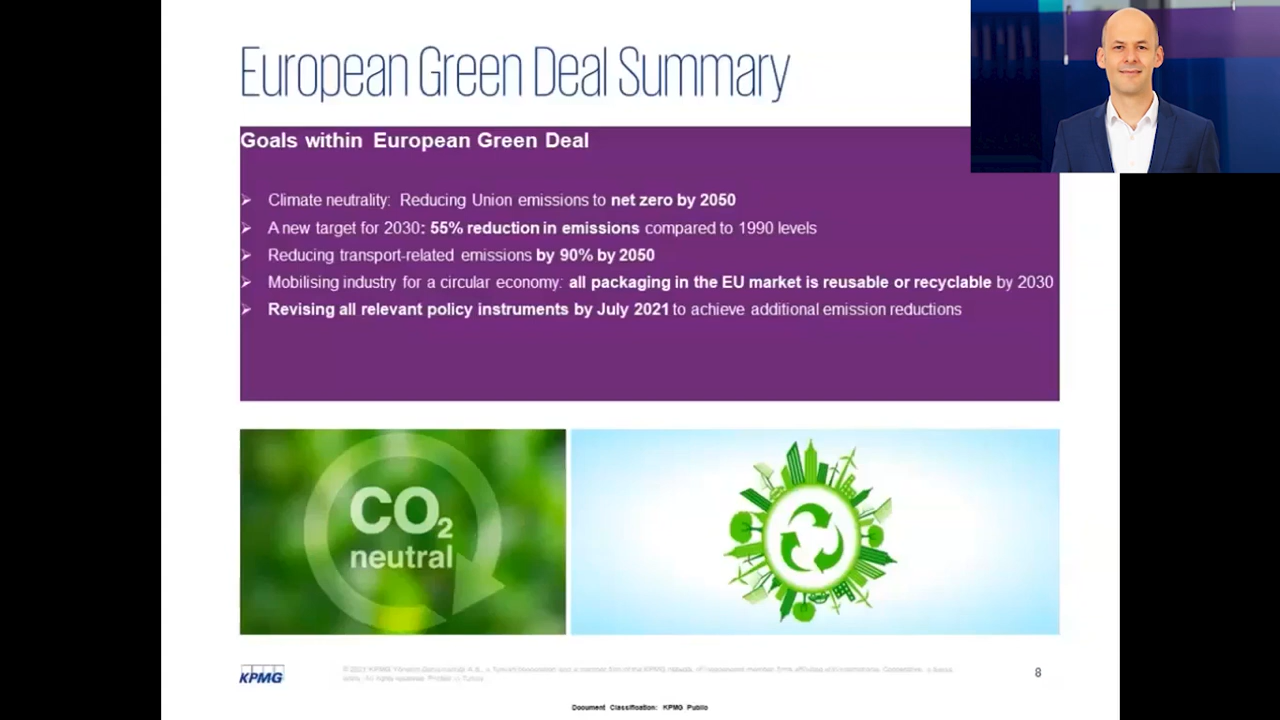 European Green Deal Summary
Goals within European Green Deal
➢ Climate neutrality: Reducing Union emissions to net zero by 2050
➢ A new target for 2030: 55% reduction in emissions compared to 1990 levels
➢ Reducing transport-related emissions by 90% by 2050
➢ Mobilising industry for a circular economy: all packaging in the EU market is reusable or recyclable by 2030
➢ Revising all relevant policy instruments by July 2021 to achieve additional emission reductions
CO2
neutral
KPMG
8
Document Classification: KPMG Public